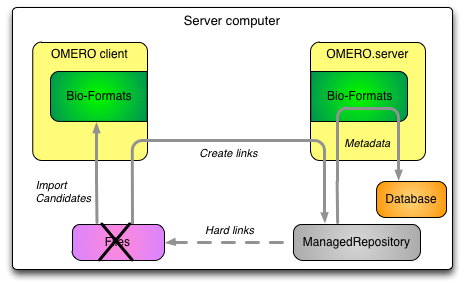 Server computer
OMERO client
OMERO.server
Bio-Formats
Bio-Formats
Create links
Metadata
Import
Candidates
Database
Files
Hard links
ManagedRepository